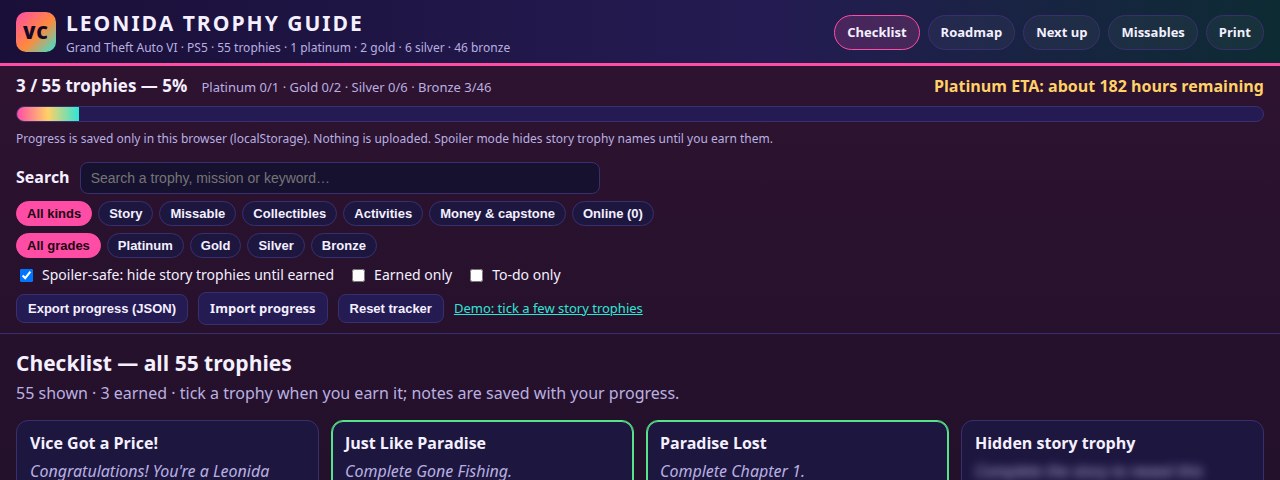 vc
LEONIDA TROPHY GUIDE
Grand Theft Auto VI · PS5 · 55 trophies · 1 platinum · 2 gold · 6 silver · 46 bronze
Checklist
Roadmap
Next up
Missables
Print
3 / 55 trophies — 5%
Platinum 0/1 · Gold 0/2 · Silver 0/6 · Bronze 3/46
Platinum ETA: about 182 hours remaining
Progress is saved only in this browser (localStorage). Nothing is uploaded. Spoiler mode hides story trophy names until you earn them.
Search
Search a trophy, mission or keyword…
All kinds
Story
Missable
Collectibles
Activities
Money & capstone
Online (0)
All grades
Platinum
Gold
Silver
Bronze
Spoiler-safe: hide story trophies until earned
Earned only
To-do only
Export progress (JSON)
Import progress
Reset tracker
Demo: tick a few story trophies
Checklist — all 55 trophies
55 shown · 3 earned · tick a trophy when you earn it; notes are saved with your progress.
Vice Got a Price!
Congratulations! You're a Leonida
Just Like Paradise
Complete Gone Fishing.
Paradise Lost
Complete Chapter 1.
Hidden story trophy